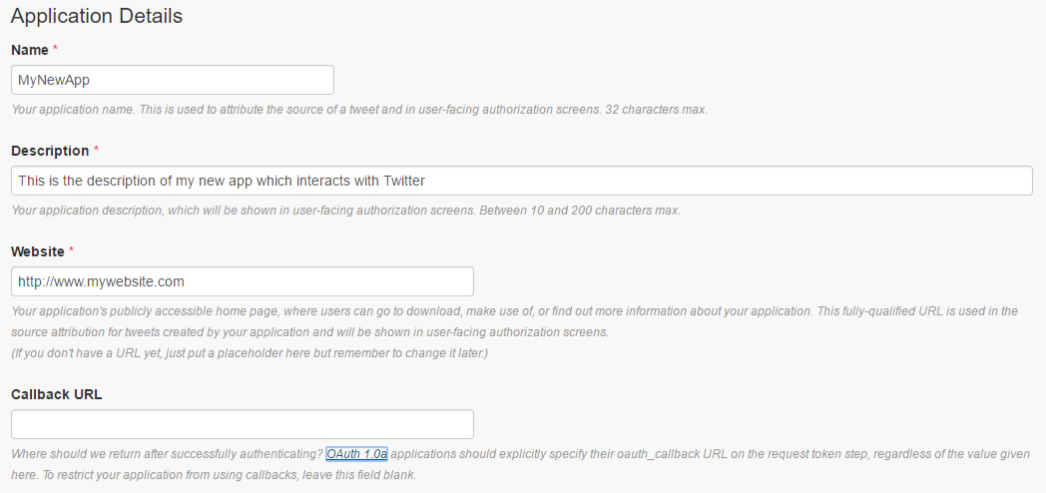 Application Details
Name *
MyNewApp
Your application name. This is used to attribute the source of a tweet and in user-facing authorization screens. 32 characters max.
Description *
This is the description of my new app which interacts with Twitter
Your application description, which will be shown in user-facing authorization screens. Between 10 and 200 characters max.
Website *
http://www.mywebsite.com
Your application's publicly accessible home page, where users can go to download, make use of, or find out more information about your application. This fully-qualified URL is used in the
source attribution for tweets created by your application and will be shown in user-facing authorization screens.
(If you don't have a URL yet, just put a placeholder here but remember to change it later.)
Callback URL
Where should we return after successfully authenticating? OAuth 1.0a applications should explicitly specify their oauth_callback URL on the request token step, regardless of the value given
here. To restrict your application from using callbacks, leave this field blank.